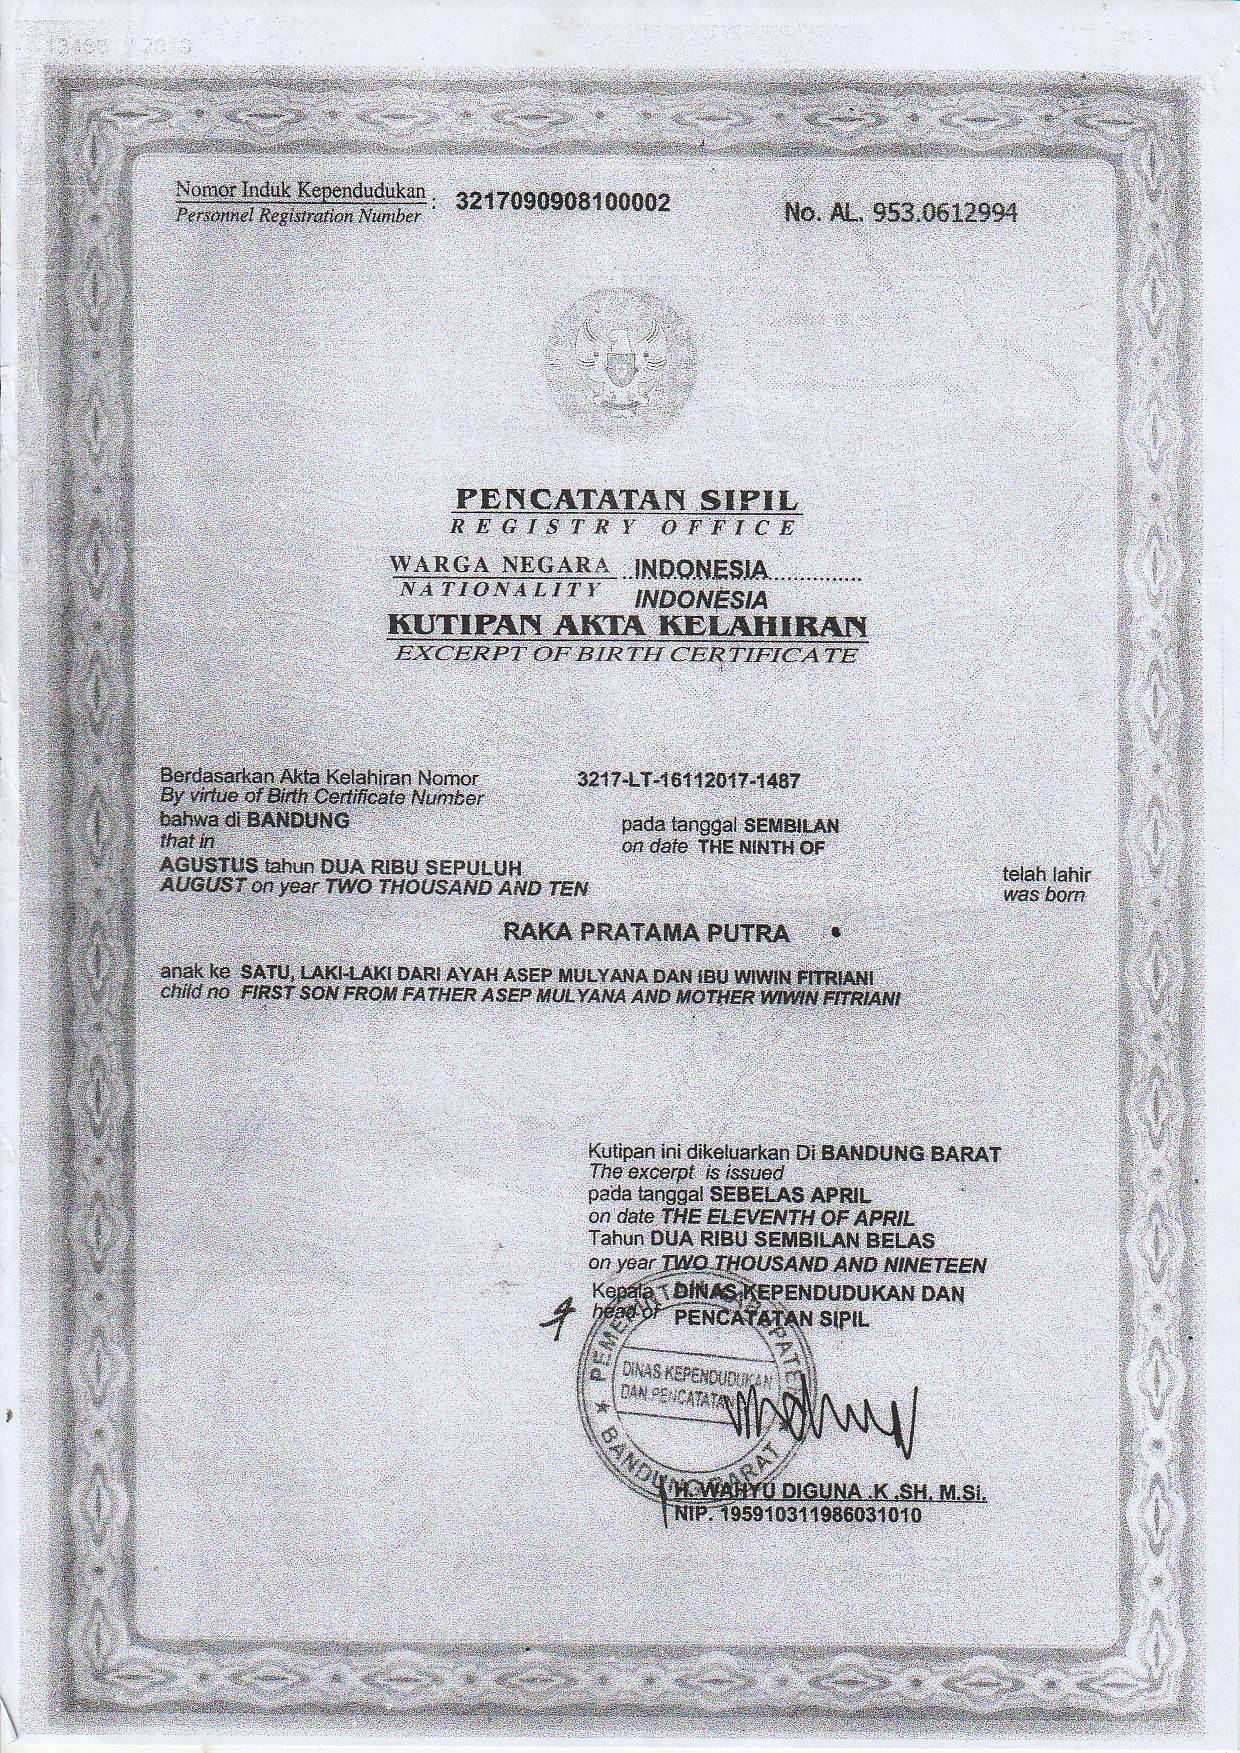 Nomor Induk Kependudukan : 3217090908100002
Personnel Registration Number
No. AL. 953.0612994
PENCATATAN SIPIL
REGISTRY OFFICE
WARGA NEGARA ..INDONESIA...............
NATIONALITY INDONESIA
KUTIPAN AKTA KELAHIRAN
EXCERPT OF BIRTH CERTIFICATE
Berdasarkan Akta Kelahiran Nomor 3217-LT-16112017-1487
By virtue of Birth Certificate Number
bahwa di BANDUNG pada tanggal SEMBILAN
that in on date THE NINTH OF
AGUSTUS tahun DUA RIBU SEPULUH telah lahir
AUGUST on year TWO THOUSAND AND TEN was born
RAKA PRATAMA PUTRA
anak ke SATU, LAKI-LAKI DARI AYAH ASEP MULYANA DAN IBU WIWIN FITRIANI
child no FIRST SON FROM FATHER ASEP MULYANA AND MOTHER WIWIN FITRIANI
Kutipan ini dikeluarkan Di BANDUNG BARAT
The excerpt is issued
pada tanggal SEBELAS APRIL
on date THE ELEVENTH OF APRIL
Tahun DUA RIBU SEMBILAN BELAS
on year TWO THOUSAND AND NINETEEN
Kepala DINAS KEPENDUDUKAN DAN
head of PENCATATAN SIPIL
DINAS KEPENDUDUKAN
DAN PENCATATAN
BANDUNG BARAT
H. WAHYU DIGUNA .K ,SH, M.Si.
NIP. 195910311986031010